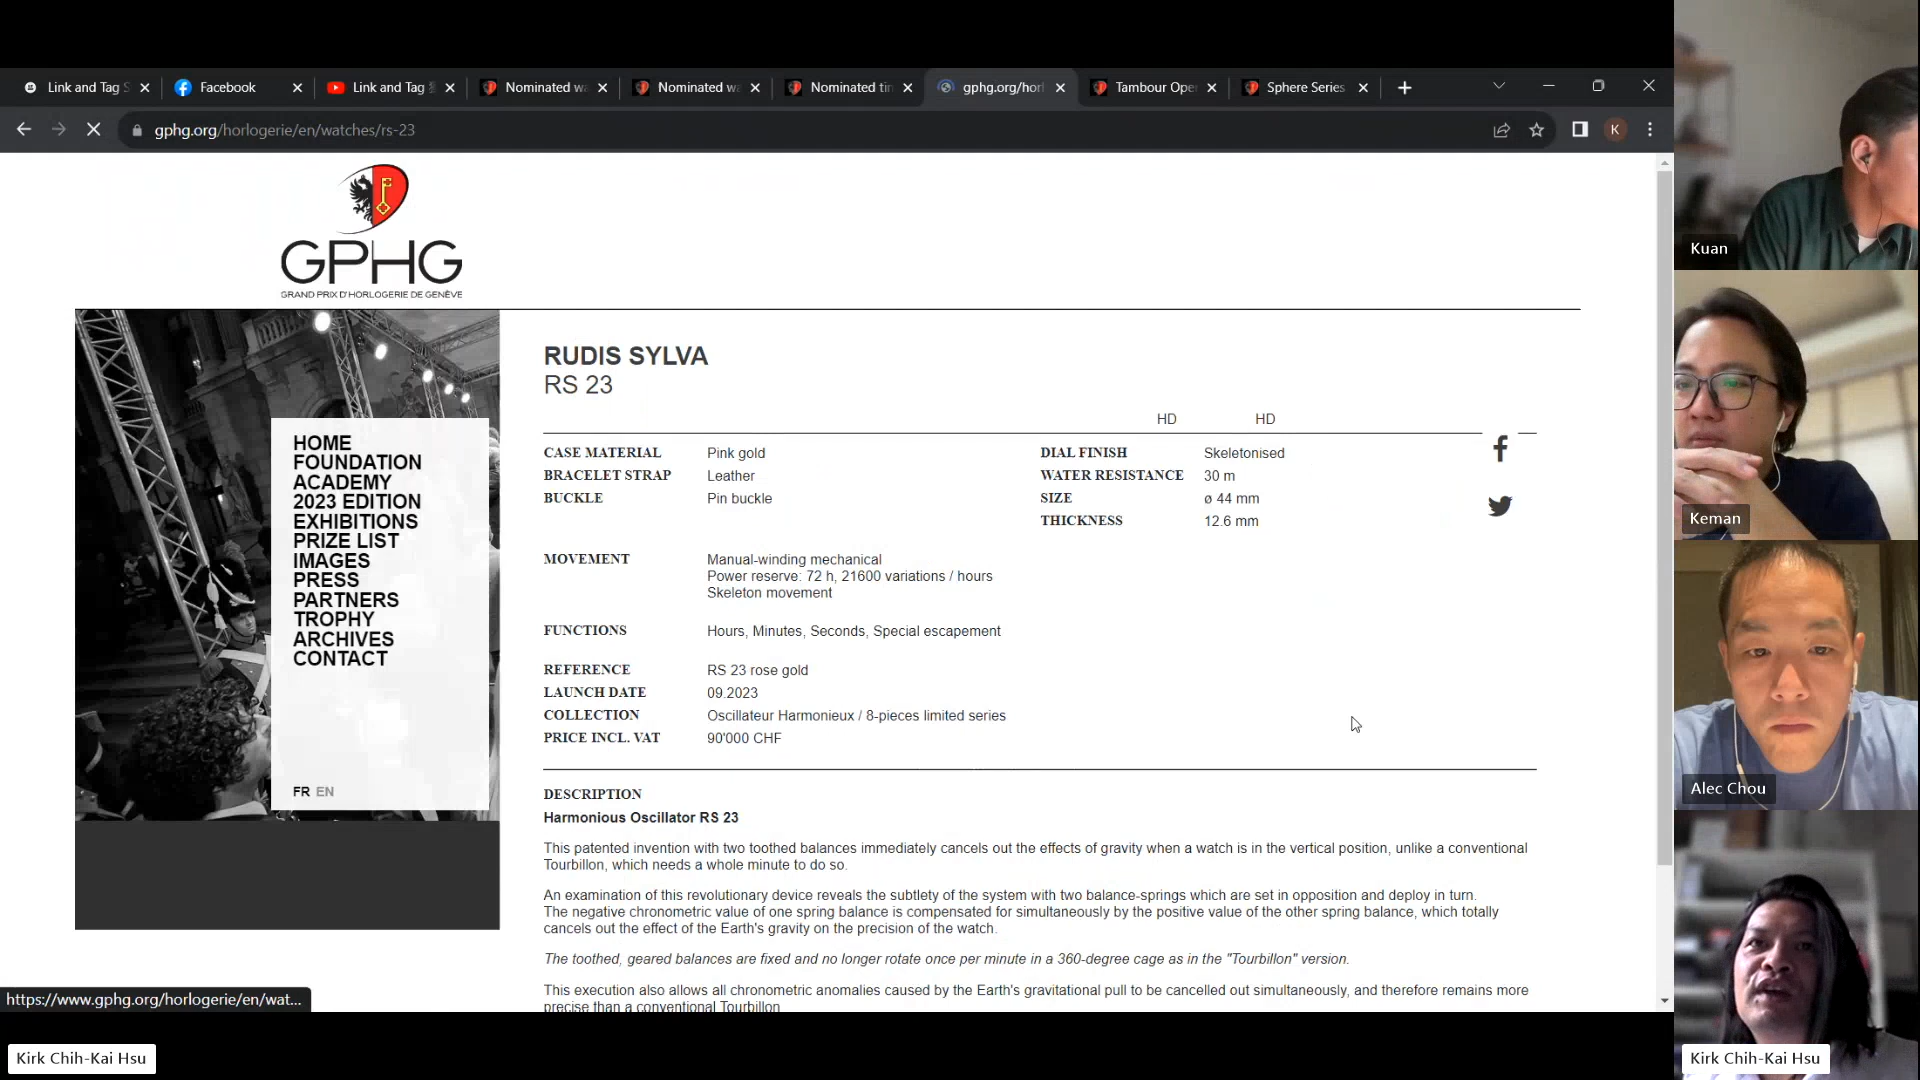 Link and Tag S
Facebook
Link and Tag
Nominated wa
Nominated wa
Nominated tim
gphg.org/horl
Tambour Oper
Sphere Series
gphg.org/horlogerie/en/watches/rs-23
K
GPHG
GRAND PRIX D'HORLOGERIE DE GENÈVE
HOME
FOUNDATION
ACADEMY
2023 EDITION
EXHIBITIONS
PRIZE LIST
IMAGES
PRESS
PARTNERS
TROPHY
ARCHIVES
CONTACT
FR EN
RUDIS SYLVA
RS 23
HD HD
CASE MATERIAL Pink gold
BRACELET STRAP Leather
BUCKLE Pin buckle
DIAL FINISH Skeletonised
WATER RESISTANCE 30 m
SIZE ø 44 mm
THICKNESS 12.6 mm
MOVEMENT Manual-winding mechanical
Power reserve: 72 h, 21600 variations / hours
Skeleton movement
FUNCTIONS Hours, Minutes, Seconds, Special escapement
REFERENCE RS 23 rose gold
LAUNCH DATE 09.2023
COLLECTION Oscillateur Harmonieux / 8-pieces limited series
PRICE INCL. VAT 90'000 CHF
DESCRIPTION
Harmonious Oscillator RS 23
This patented invention with two toothed balances immediately cancels out the effects of gravity when a watch is in the vertical position, unlike a conventional
Tourbillon, which needs a whole minute to do so.
An examination of this revolutionary device reveals the subtlety of the system with two balance-springs which are set in opposition and deploy in turn.
The negative chronometric value of one spring balance is compensated for simultaneously by the positive value of the other spring balance, which totally
cancels out the effect of the Earth's gravity on the precision of the watch.
The toothed, geared balances are fixed and no longer rotate once per minute in a 360-degree cage as in the "Tourbillon" version.
This execution also allows all chronometric anomalies caused by the Earth's gravitational pull to be cancelled out simultaneously, and therefore remains more
precise than a conventional Tourbillon
https://www.gphg.org/horlogerie/en/wat...
Kirk Chih-Kai Hsu
Kuan
Keman
Alec Chou
Kirk Chih-Kai Hsu